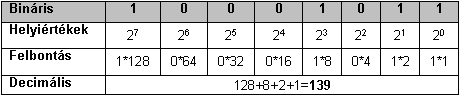 Bináris 1 0 0 0 1 0 1 1
Helyiértékek 2⁷ 2⁶ 2⁵ 2⁴ 2³ 2² 2¹ 2⁰
Felbontás 1*128 0*64 0*32 0*16 1*8 0*4 1*2 1*1
Decimális 128+8+2+1=139